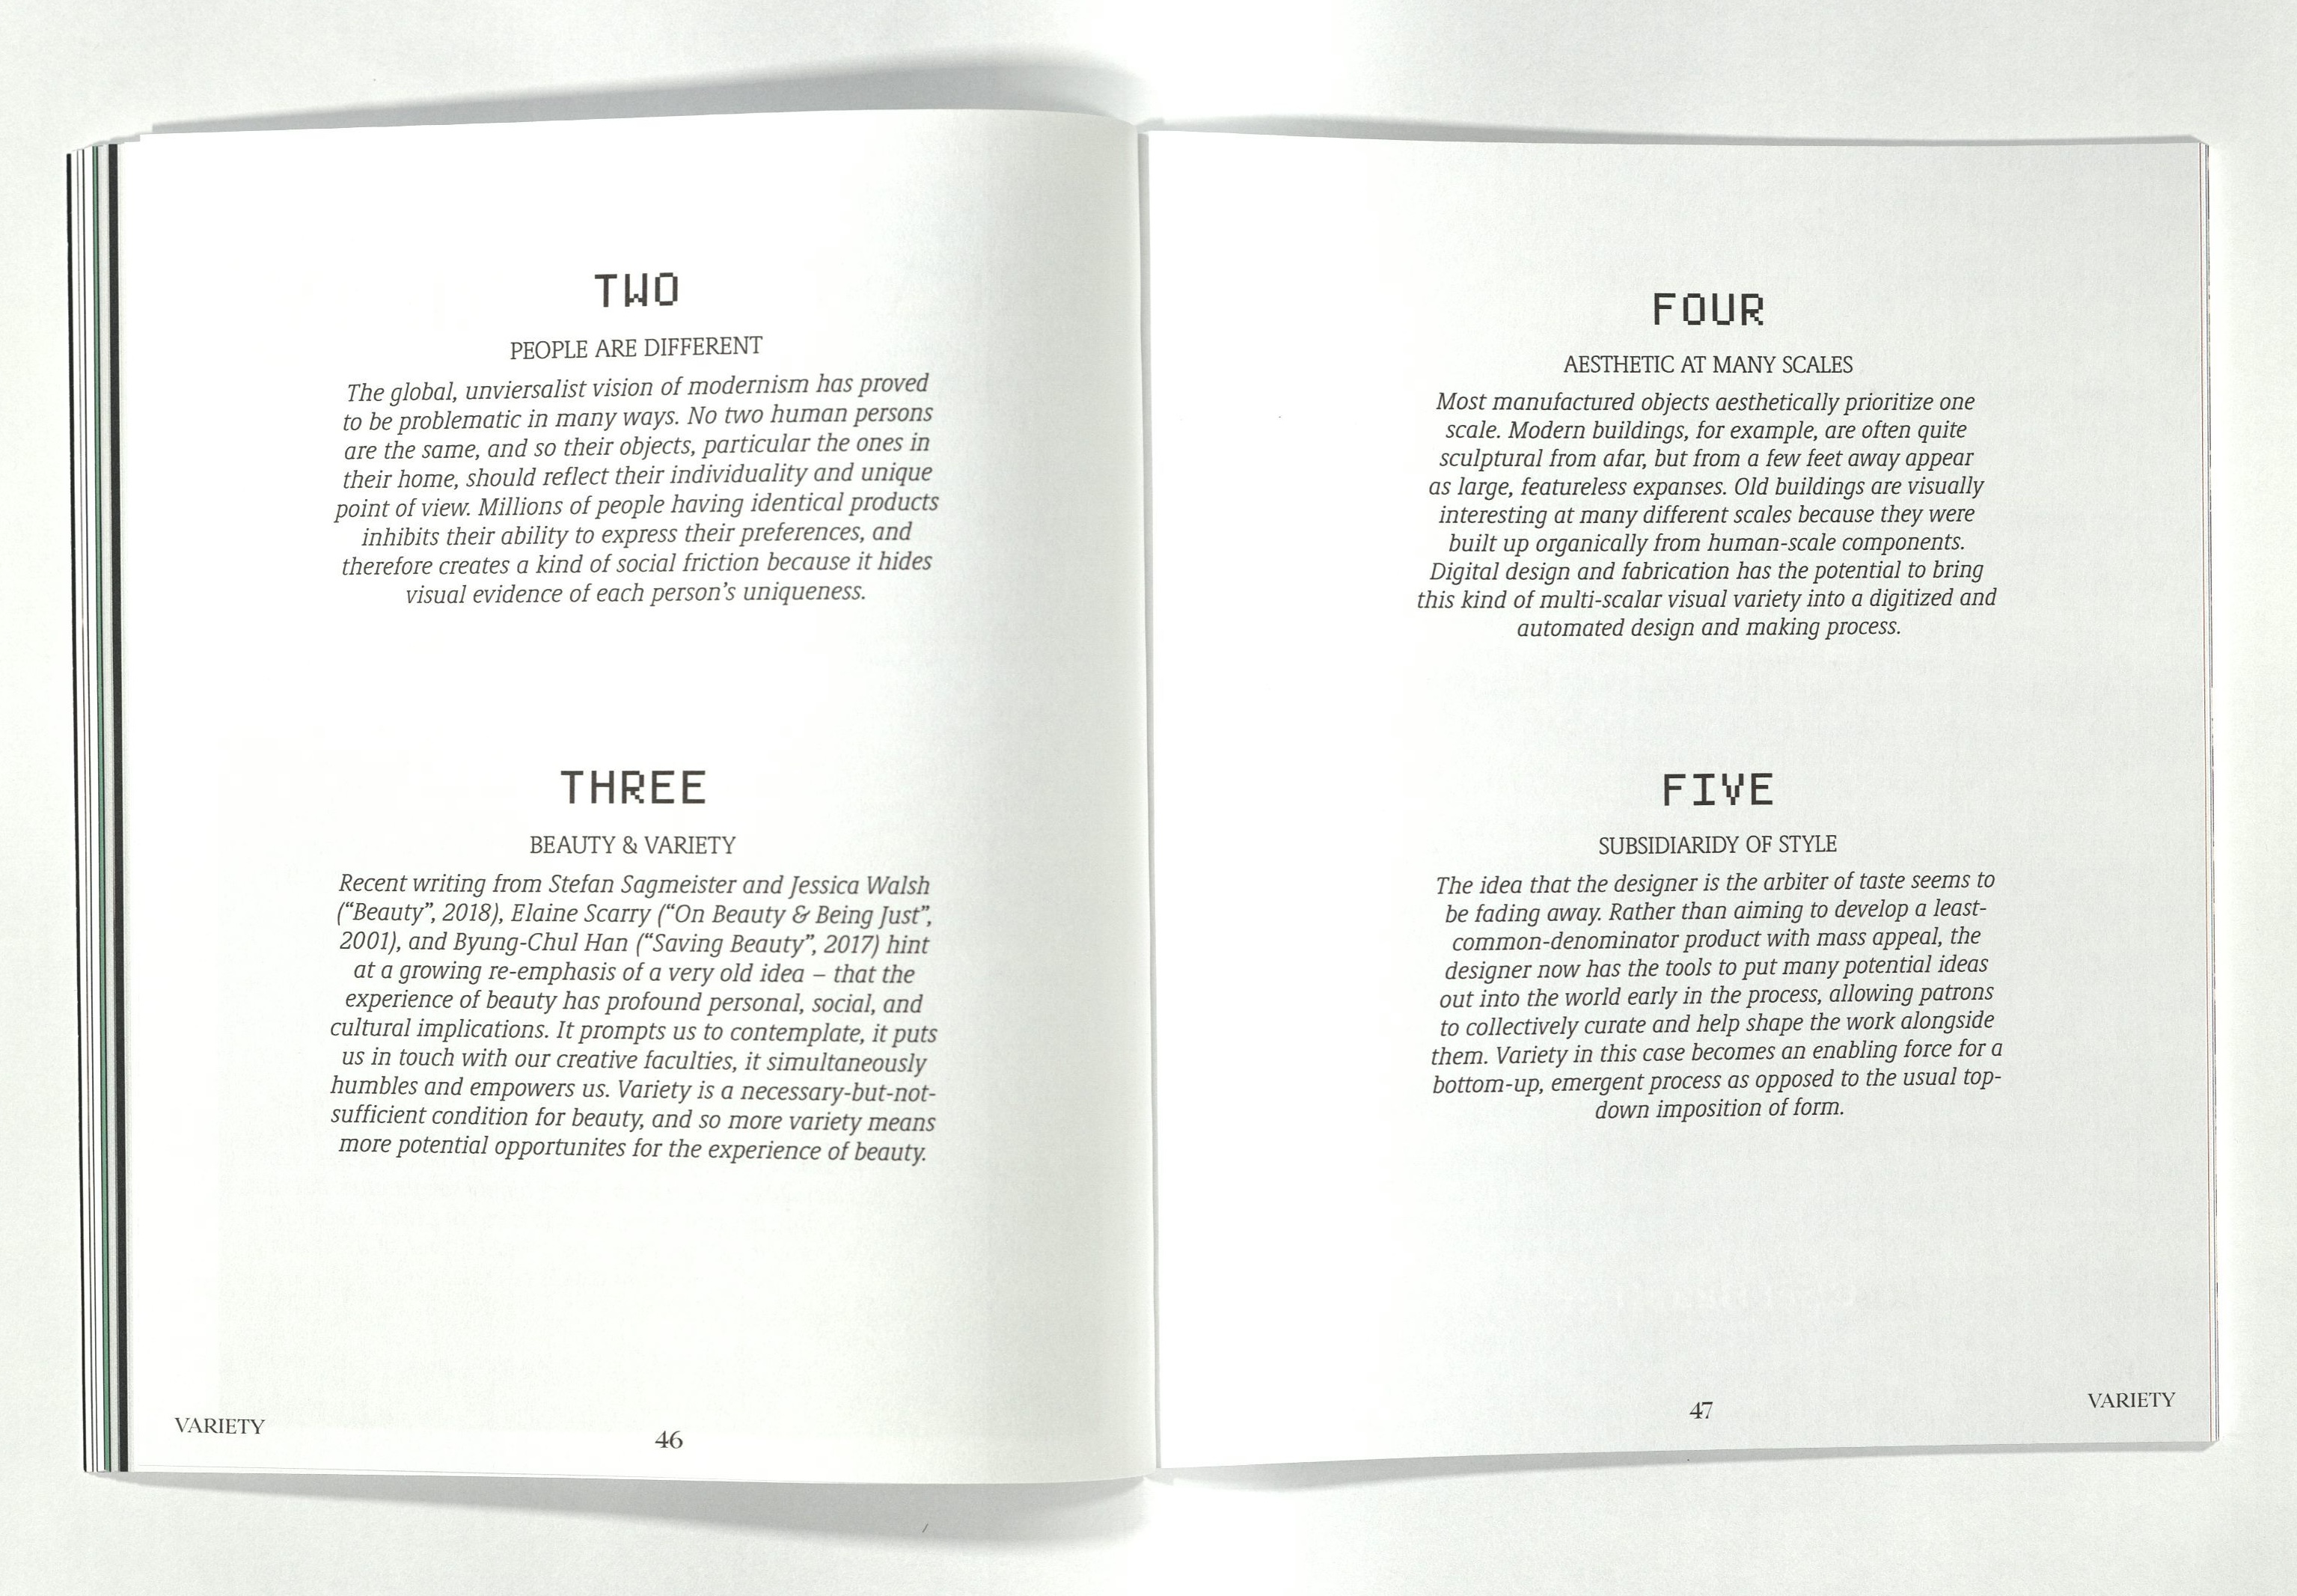 TWO
PEOPLE ARE DIFFERENT
The global, unviersalist vision of modernism has proved
to be problematic in many ways. No two human persons
are the same, and so their objects, particular the ones in
their home, should reflect their individuality and unique
point of view. Millions of people having identical products
inhibits their ability to express their preferences, and
therefore creates a kind of social friction because it hides
visual evidence of each person’s uniqueness.
THREE
BEAUTY & VARIETY
Recent writing from Stefan Sagmeister and Jessica Walsh
(“Beauty”, 2018), Elaine Scarry (“On Beauty & Being Just”,
2001), and Byung-Chul Han (“Saving Beauty”, 2017) hint
at a growing re-emphasis of a very old idea – that the
experience of beauty has profound personal, social, and
cultural implications. It prompts us to contemplate, it puts
us in touch with our creative faculties, it simultaneously
humbles and empowers us. Variety is a necessary-but-not-
sufficient condition for beauty, and so more variety means
more potential opportunites for the experience of beauty.
VARIETY
46
FOUR
AESTHETIC AT MANY SCALES
Most manufactured objects aesthetically prioritize one
scale. Modern buildings, for example, are often quite
sculptural from afar, but from a few feet away appear
as large, featureless expanses. Old buildings are visually
interesting at many different scales because they were
built up organically from human-scale components.
Digital design and fabrication has the potential to bring
this kind of multi-scalar visual variety into a digitized and
automated design and making process.
FIVE
SUBSIDIARIDY OF STYLE
The idea that the designer is the arbiter of taste seems to
be fading away. Rather than aiming to develop a least-
common-denominator product with mass appeal, the
designer now has the tools to put many potential ideas
out into the world early in the process, allowing patrons
to collectively curate and help shape the work alongside
them. Variety in this case becomes an enabling force for a
bottom-up, emergent process as opposed to the usual top-
down imposition of form.
47
VARIETY